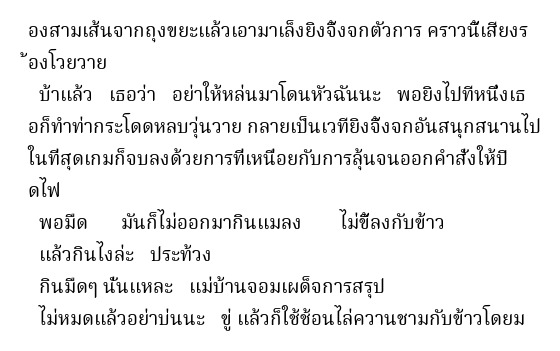 องสามเส้นจากถุงขยะแล้วเอามาเล็งยิงจิ้งจกตัวการ คราวนี้เสียงร
้องโวยวาย
บ้าแล้ว เธอว่า อย่าให้หล่นมาโดนหัวฉันนะ พอยิงไปทีหนึ่งเธ
อก็ทำท่ากระโดดหลบวุ่นวาย กลายเป็นเวทียิงจิ้งจกอันสนุกสนานไป
ในที่สุดเกมก็จบลงด้วยการที่เหนื่อยกับการลุ้นจนออกคำสั่งให้ปิ
ดไฟ
พอมืด มันก็ไม่ออกมากินแมลง ไม่ขี้ลงกับข้าว
แล้วกินไงล่ะ ประท้วง
กินมืดๆ นั่นแหละ แม่บ้านจอมเผด็จการสรุป
ไม่หมดแล้วอย่าบ่นนะ ขู่ แล้วก็ใช้ช้อนไล่ควานชามกับข้าวโดยม